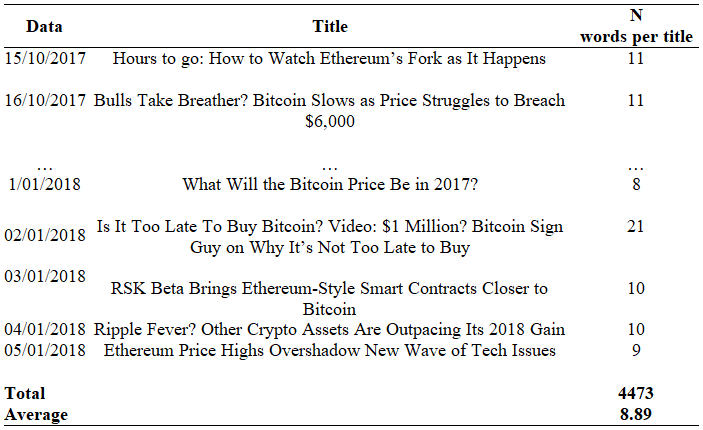 Data Title N words per title
15/10/2017 Hours to go: How to Watch Ethereum’s Fork as It Happens 11
16/10/2017 Bulls Take Breather? Bitcoin Slows as Price Struggles to Breach 11
$6,000
… … …
1/01/2018 What Will the Bitcoin Price Be in 2017? 8
02/01/2018 Is It Too Late To Buy Bitcoin? Video: $1 Million? Bitcoin Sign 21
Guy on Why It’s Not Too Late to Buy
03/01/2018
RSK Beta Brings Ethereum-Style Smart Contracts Closer to 10
Bitcoin
04/01/2018 Ripple Fever? Other Crypto Assets Are Outpacing Its 2018 Gain 10
05/01/2018 Ethereum Price Highs Overshadow New Wave of Tech Issues 9
Total 4473
Average 8.89